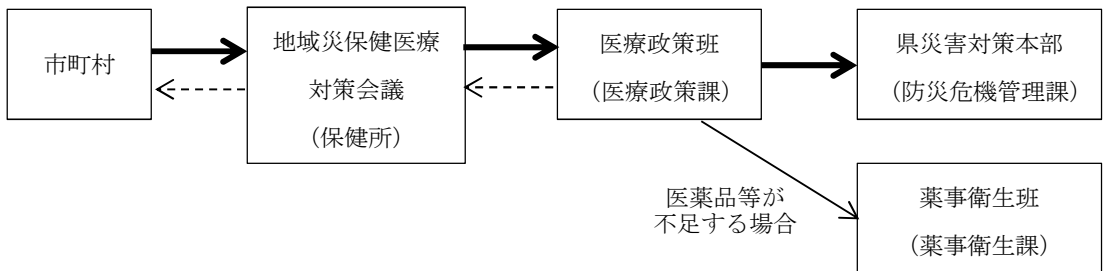 市町村
地域災保健医療
対策会議
（保健所）
医療政策班
（医療政策課）
県災害対策本部
（防災危機管理課）
医薬品等が
不足する場合
薬事衛生班
（薬事衛生課）